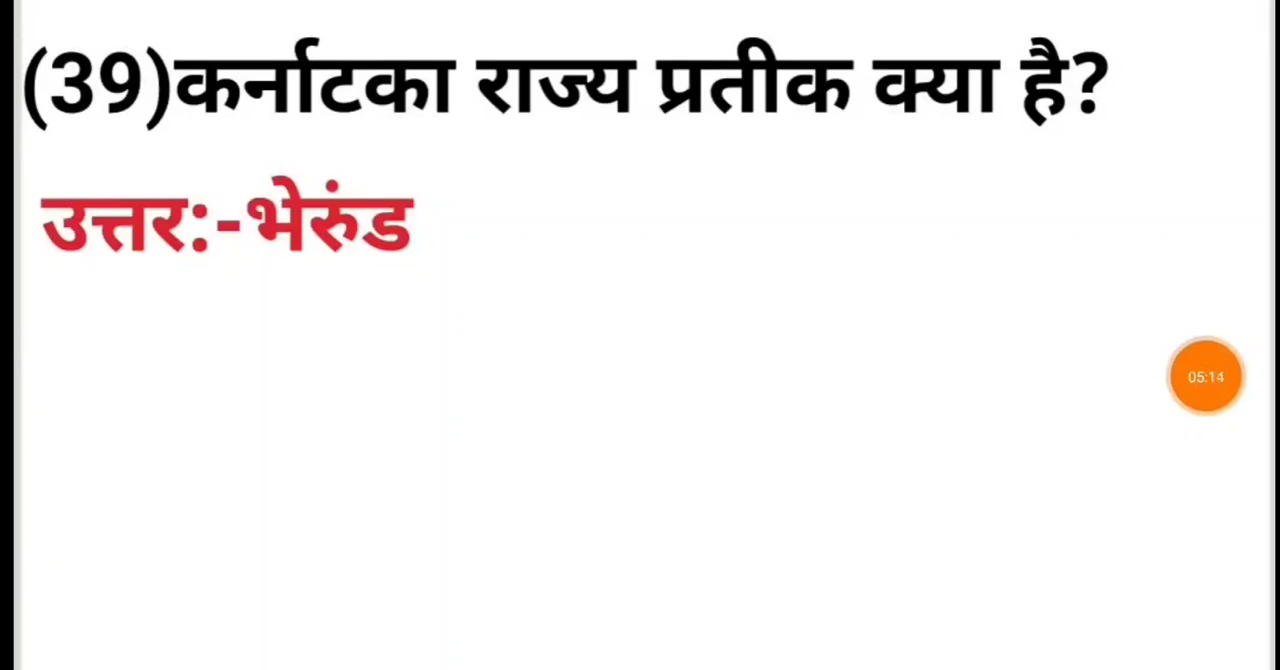 (39)कर्नाटका राज्य प्रतीक क्या है?
उत्तर:-भेरुंड
05:14